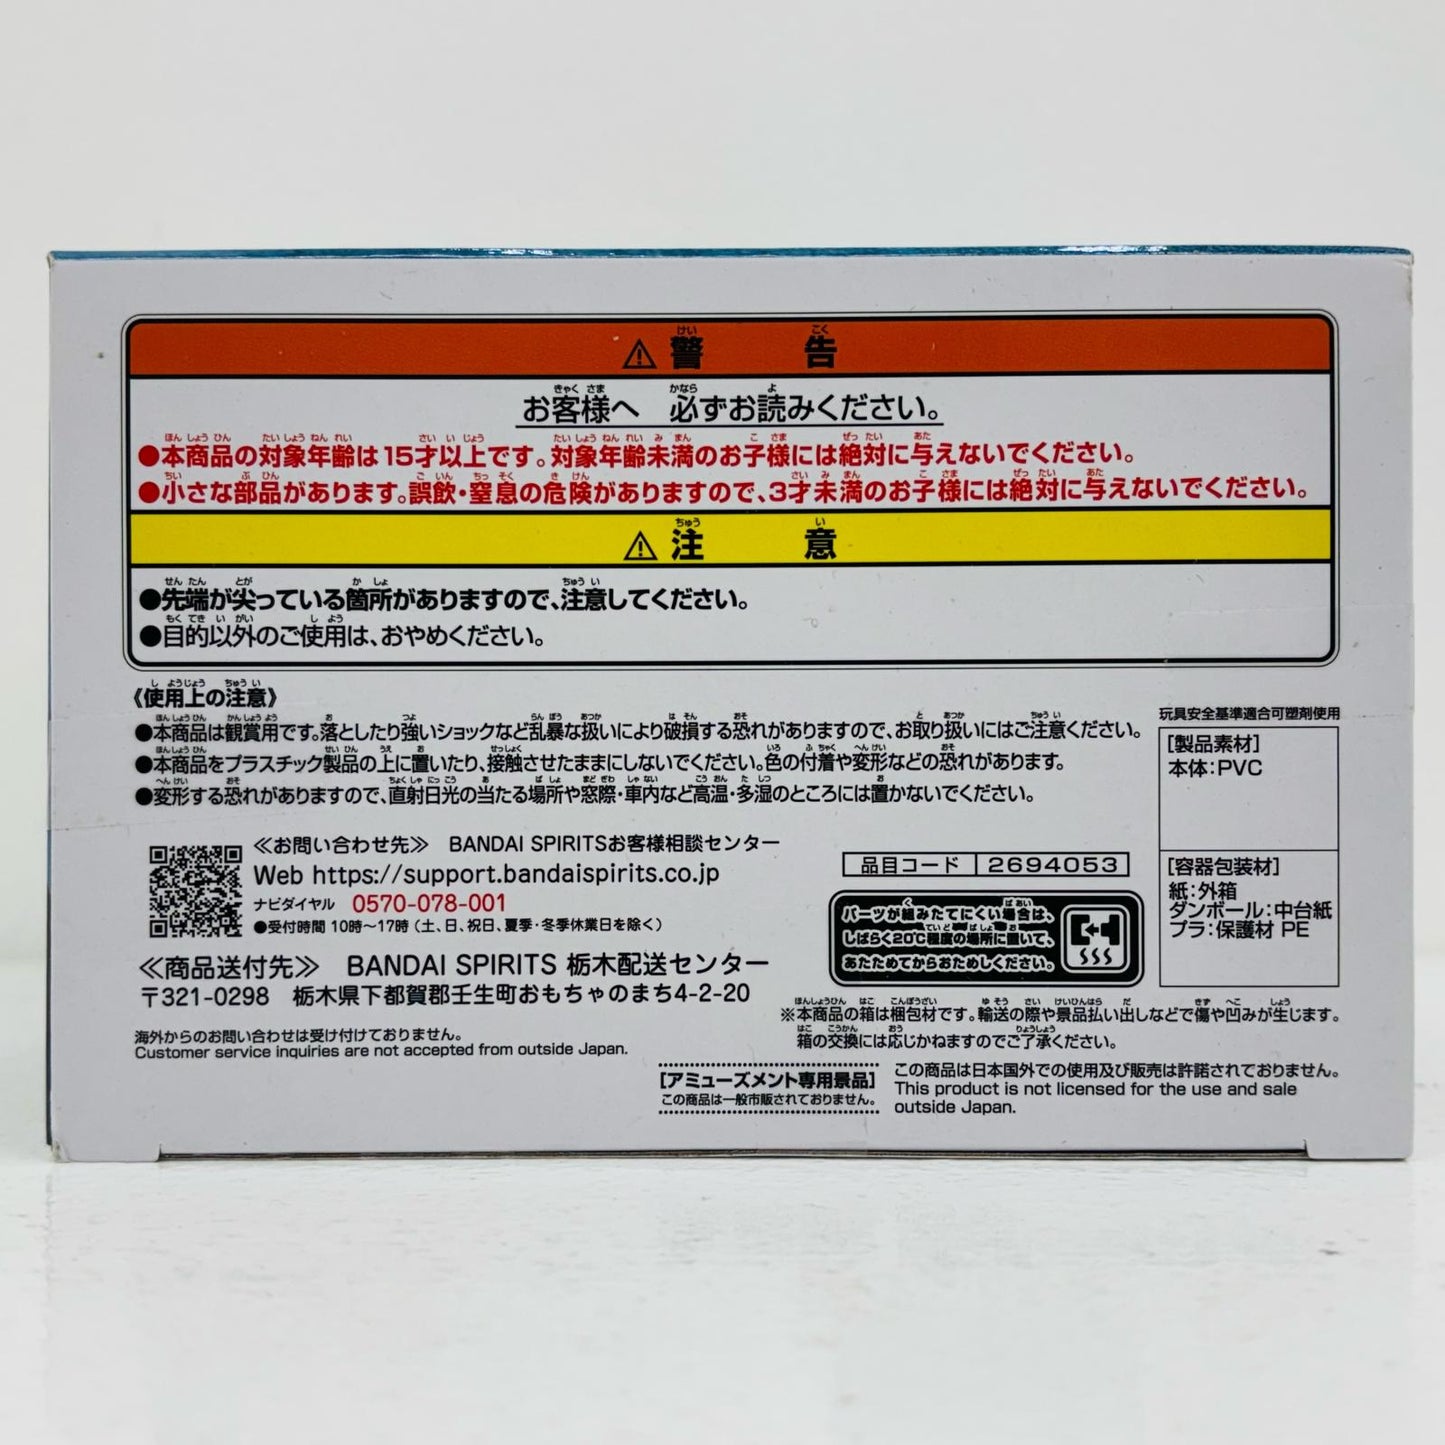 ⚠ 警告
お客様へ 必ずお読みください。
●本商品の対象年齢は15才以上です。対象年齢未満のお子様には絶対に与えないでください。
●小さな部品があります。誤飲・窒息の危険がありますので、3才未満のお子様には絶対に与えないでください。
⚠ 注意
●先端が尖っている箇所がありますので、注意してください。
●目的以外のご使用は、おやめください。
《使用上の注意》
●本商品は観賞用です。落としたり強いショックなど乱暴な扱いにより破損する恐れがありますので、お取り扱いにはご注意ください。
●本商品をプラスチック製品の上に置いたり、接触させたままにしないでください。色の付着や変形などの恐れがあります。
●変形する恐れがありますので、直射日光の当たる場所や窓際・車内など高温・多湿のところには置かないでください。
≪お問い合わせ先≫ BANDAI SPIRITSお客様相談センター
Web https://support.bandaispirits.co.jp
ナビダイヤル 0570-078-001
●受付時間 10時〜17時（土、日、祝日、夏季・冬季休業日を除く）
≪商品送付先≫ BANDAI SPIRITS 栃木配送センター
〒321-0298 栃木県下都賀郡壬生町おもちゃのまち4-2-20
海外からのお問い合わせは受け付けておりません。
Customer service inquiries are not accepted from outside Japan.
玩具安全基準適合可塑剤使用
[製品素材]
本体：PVC
[容器包装材]
紙：外箱
ダンボール：中台紙
プラ：保護材 PE
品目コード 2694053
パーツが組みたてにくい場合は、
しばらく20℃程度の場所に置いて、
あたためてからおためしください。
※本商品の箱は梱包材です。輸送の際や景品払い出しなどで傷や凹みが生じます。
箱の交換には応じかねますのでご了承ください。
[アミューズメント専用景品]
この商品は一般市販されておりません。
この商品は日本国外での使用及び販売は許諾されておりません。
This product is not licensed for the use and sale
outside Japan.